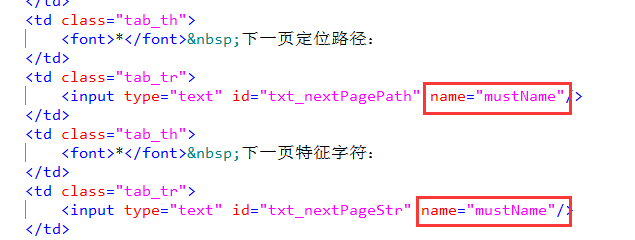 </td>
<td class="tab_th">
<font>*</font>&nbsp;下一页定位路径:
</td>
<td class="tab_tr">
<input type="text" id="txt_nextPagePath" name="mustName"/>
</td>
<td class="tab_th">
<font>*</font>&nbsp;下一页特征字符:
</td>
<td class="tab_tr">
<input type="text" id="txt_nextPageStr" name="mustName"/>
</td>